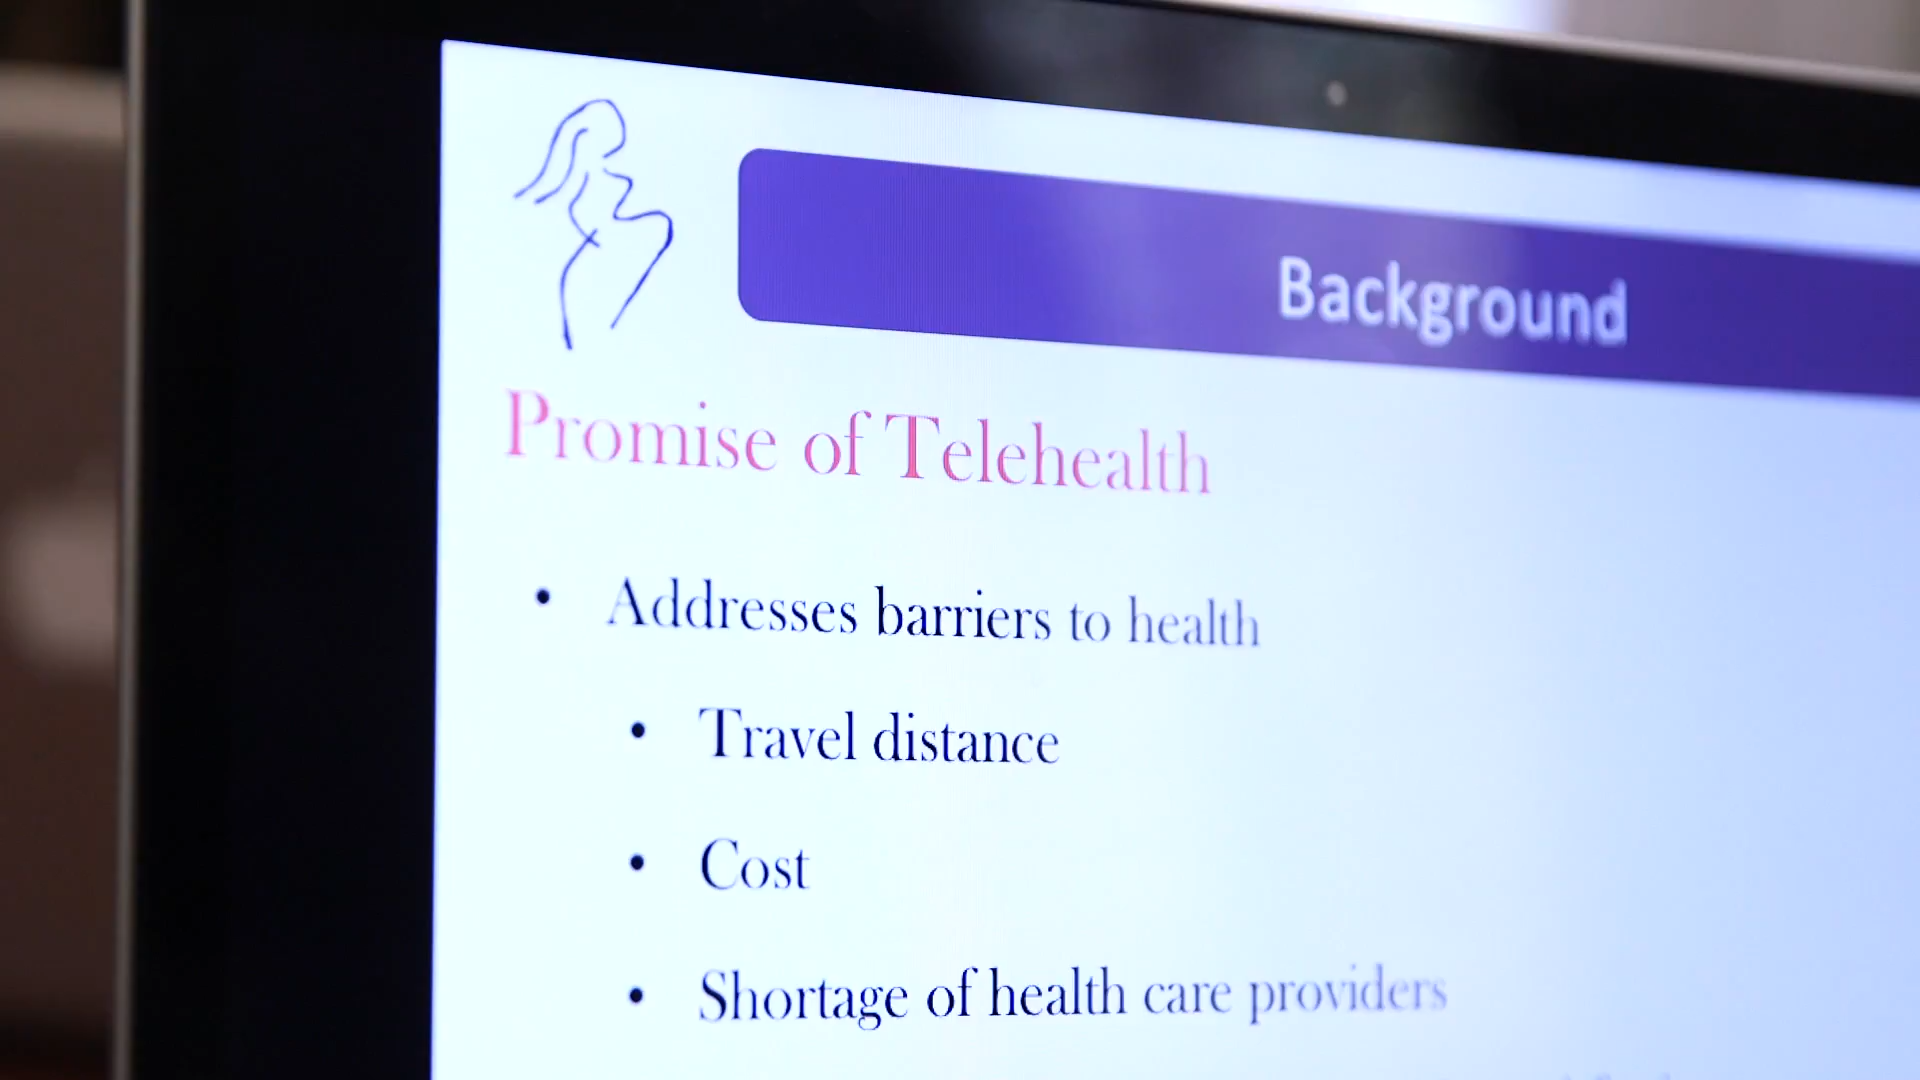 Background
Promise of Telehealth
• Addresses barriers to health
• Travel distance
• Cost
• Shortage of health care providers